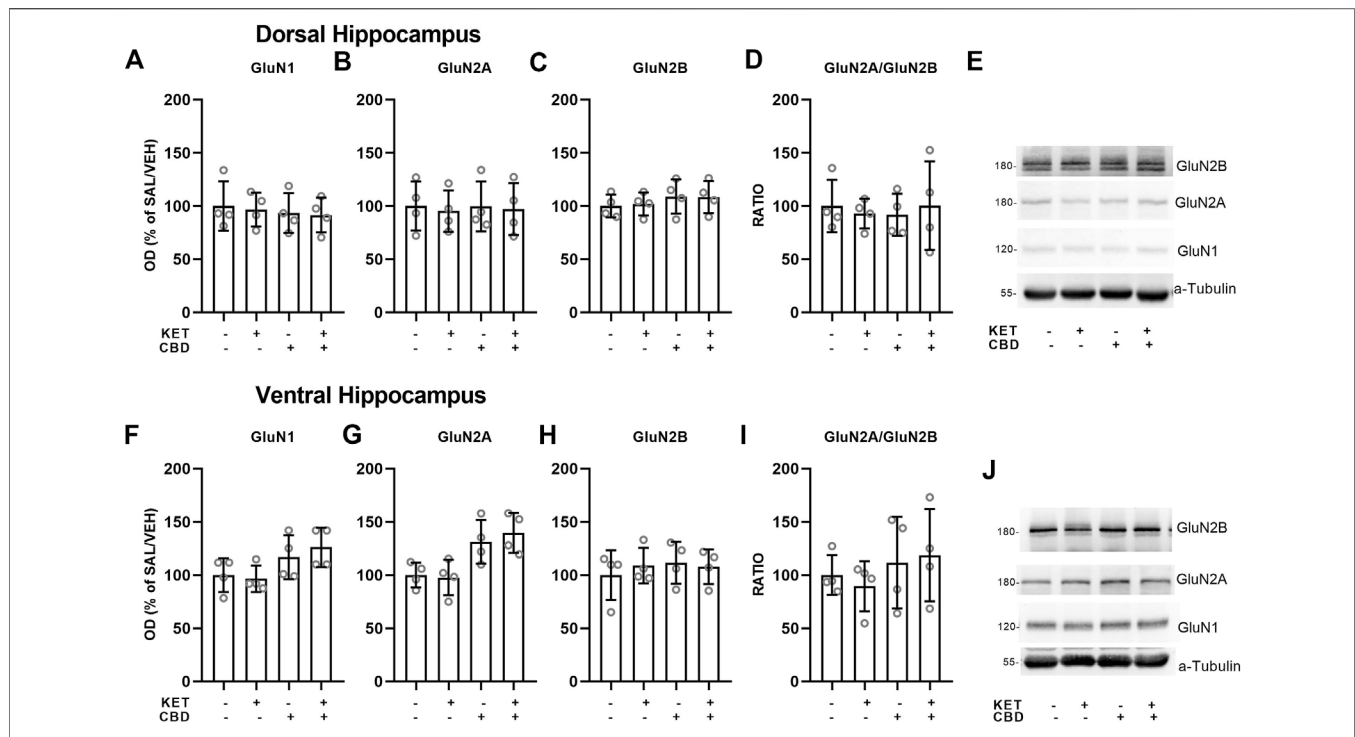 Dorsal Hippocampus
A
GluN1
OD (% of SAL/VEH)
200
150
100
50
0
KET - + - +
CBD - - + +
B
GluN2A
200
150
100
50
0
- + - +
- - + +
C
GluN2B
200
150
100
50
0
- + - +
- - + +
D
GluN2A/GluN2B
RATIO
200
150
100
50
0
- + - +
- - + +
E
180- GluN2B
180- GluN2A
120- GluN1
55- a-Tubulin
KET - + - +
CBD - - + +
Ventral Hippocampus
F
GluN1
OD (% of SAL/VEH)
200
150
100
50
0
KET - + - +
CBD - - + +
G
GluN2A
200
150
100
50
0
- + - +
- - + +
H
GluN2B
200
150
100
50
0
- + - +
- - + +
I
GluN2A/GluN2B
RATIO
200
150
100
50
0
- + - +
- - + +
J
180- GluN2B
180- GluN2A
120- GluN1
55- a-Tubulin
KET - + - +
CBD - - + +